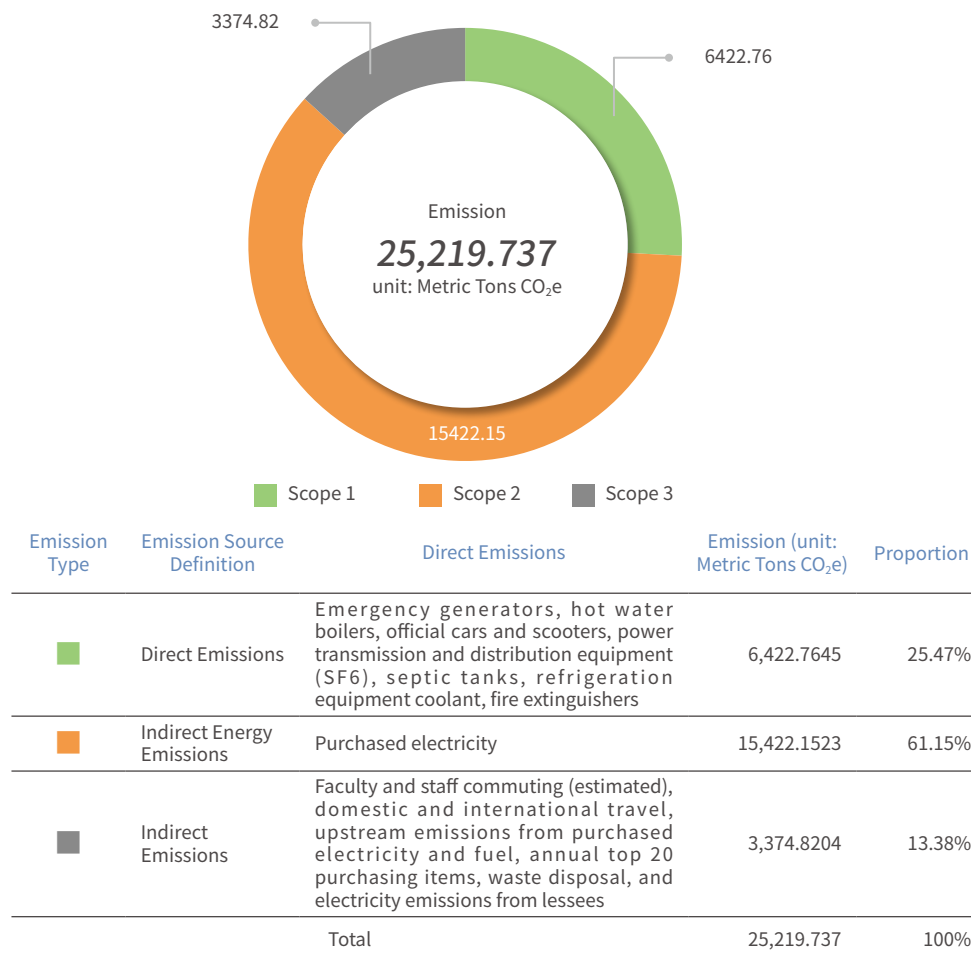 3374.82
6422.76
Emission
25,219.737
unit: Metric Tons CO₂e
15422.15
Scope 1
Scope 2
Scope 3
Emission
Type
Emission Source
Definition
Direct Emissions
Emission (unit:
Metric Tons CO₂e)
Proportion
Direct Emissions
Emergency generators, hot water
boilers, official cars and scooters, power
transmission and distribution equipment
(SF6), septic tanks, refrigeration
equipment coolant, fire extinguishers
6,422.7645
25.47%
Indirect Energy
Emissions
Purchased electricity
15,422.1523
61.15%
Indirect
Emissions
Faculty and staff commuting (estimated),
domestic and international travel,
upstream emissions from purchased
electricity and fuel, annual top 20
purchasing items, waste disposal, and
electricity emissions from lessees
3,374.8204
13.38%
Total
25,219.737
100%